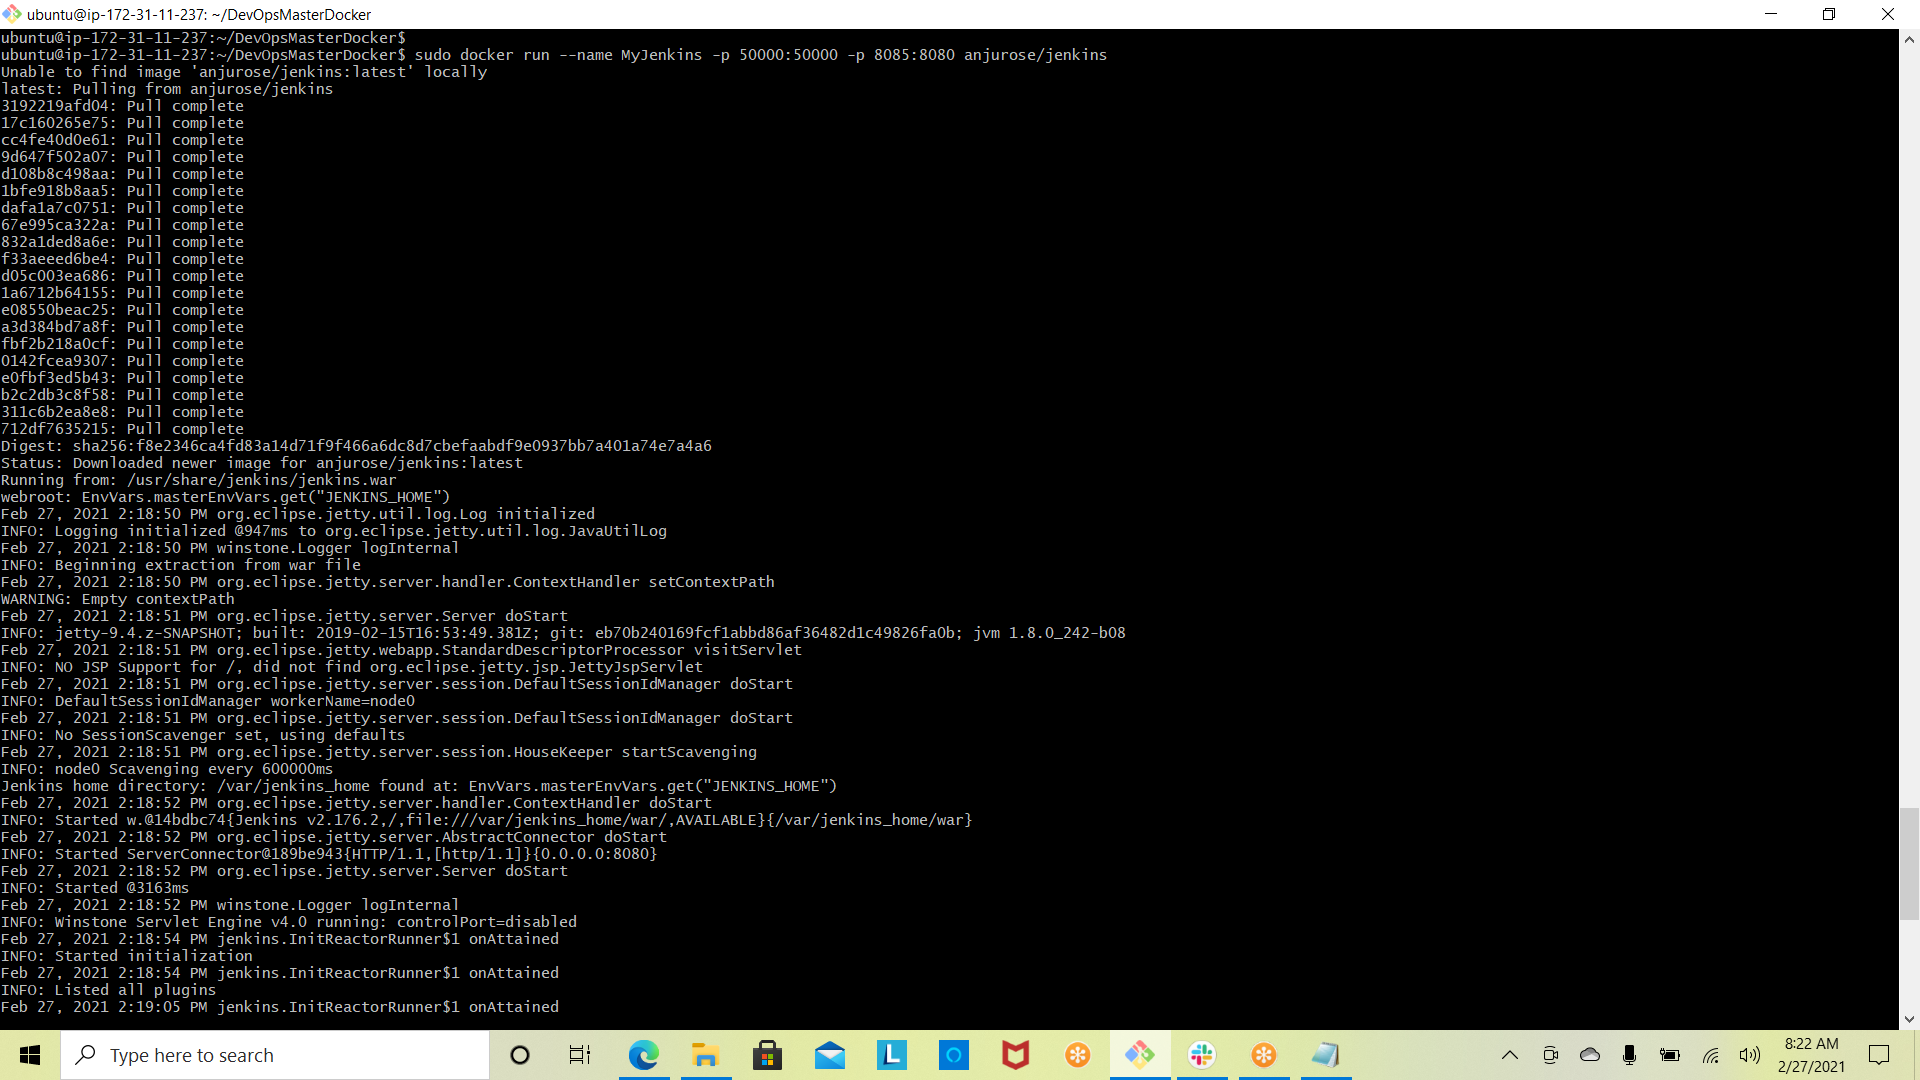 ubuntu@ip-172-31-11-237: ~/DevOpsMasterDocker
ubuntu@ip-172-31-11-237:~/DevOpsMasterDocker$
ubuntu@ip-172-31-11-237:~/DevOpsMasterDocker$ sudo docker run --name MyJenkins -p 50000:50000 -p 8085:8080 anjurose/jenkins
Unable to find image 'anjurose/jenkins:latest' locally
latest: Pulling from anjurose/jenkins
3192219afd04: Pull complete
17c160265e75: Pull complete
cc4fe40d0e61: Pull complete
9d647f502a07: Pull complete
d108b8c498aa: Pull complete
1bfe918b8aa5: Pull complete
dafa1a7c0751: Pull complete
67e995ca322a: Pull complete
832a1ded8a6e: Pull complete
f33aeeed6be4: Pull complete
d05c003ea686: Pull complete
1a6712b64155: Pull complete
e08550beac25: Pull complete
a3d384bd7a8f: Pull complete
fbf2b218a0cf: Pull complete
0142fcea9307: Pull complete
e0fbf3ed5b43: Pull complete
b2c2db3c8f58: Pull complete
311c6b2ea8e8: Pull complete
712df7635215: Pull complete
Digest: sha256:f8e2346ca4fd83a14d71f9f466a6dc8d7cbefaabdf9e0937bb7a401a74e7a4a6
Status: Downloaded newer image for anjurose/jenkins:latest
Running from: /usr/share/jenkins/jenkins.war
webroot: EnvVars.masterEnvVars.get("JENKINS_HOME")
Feb 27, 2021 2:18:50 PM org.eclipse.jetty.util.log.Log initialized
INFO: Logging initialized @947ms to org.eclipse.jetty.util.log.JavaUtilLog
Feb 27, 2021 2:18:50 PM winstone.Logger logInternal
INFO: Beginning extraction from war file
Feb 27, 2021 2:18:50 PM org.eclipse.jetty.server.handler.ContextHandler setContextPath
WARNING: Empty contextPath
Feb 27, 2021 2:18:51 PM org.eclipse.jetty.server.Server doStart
INFO: jetty-9.4.z-SNAPSHOT; built: 2019-02-15T16:53:49.381Z; git: eb70b240169fcf1abbd86af36482d1c49826fa0b; jvm 1.8.0_242-b08
Feb 27, 2021 2:18:51 PM org.eclipse.jetty.webapp.StandardDescriptorProcessor visitServlet
INFO: NO JSP Support for /, did not find org.eclipse.jetty.jsp.JettyJspServlet
Feb 27, 2021 2:18:51 PM org.eclipse.jetty.server.session.DefaultSessionIdManager doStart
INFO: DefaultSessionIdManager workerName=node0
Feb 27, 2021 2:18:51 PM org.eclipse.jetty.server.session.DefaultSessionIdManager doStart
INFO: No SessionScavenger set, using defaults
Feb 27, 2021 2:18:51 PM org.eclipse.jetty.server.session.HouseKeeper startScavenging
INFO: node0 Scavenging every 600000ms
Jenkins home directory: /var/jenkins_home found at: EnvVars.masterEnvVars.get("JENKINS_HOME")
Feb 27, 2021 2:18:52 PM org.eclipse.jetty.server.handler.ContextHandler doStart
INFO: Started w.@14bdbc74{Jenkins v2.176.2,/,file:///var/jenkins_home/war/,AVAILABLE}{/var/jenkins_home/war}
Feb 27, 2021 2:18:52 PM org.eclipse.jetty.server.AbstractConnector doStart
INFO: Started ServerConnector@189be943{HTTP/1.1,[http/1.1]}{0.0.0.0:8080}
Feb 27, 2021 2:18:52 PM org.eclipse.jetty.server.Server doStart
INFO: Started @3163ms
Feb 27, 2021 2:18:52 PM winstone.Logger logInternal
INFO: Winstone Servlet Engine v4.0 running: controlPort=disabled
Feb 27, 2021 2:18:54 PM jenkins.InitReactorRunner$1 onAttained
INFO: Started initialization
Feb 27, 2021 2:18:54 PM jenkins.InitReactorRunner$1 onAttained
INFO: Listed all plugins
Feb 27, 2021 2:19:05 PM jenkins.InitReactorRunner$1 onAttained
Type here to search
L
8:22 AM
2/27/2021